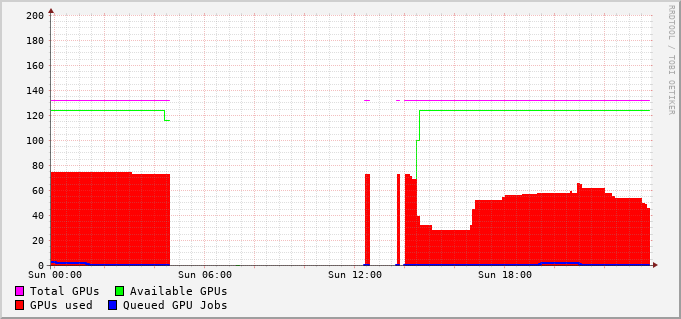 200
180
160
140
120
100
80
60
40
20
0
Sun 00:00 Sun 06:00 Sun 12:00 Sun 18:00
Total GPUs Available GPUs
GPUs used Queued GPU Jobs
RRDTOOL / TOBI OETIKER